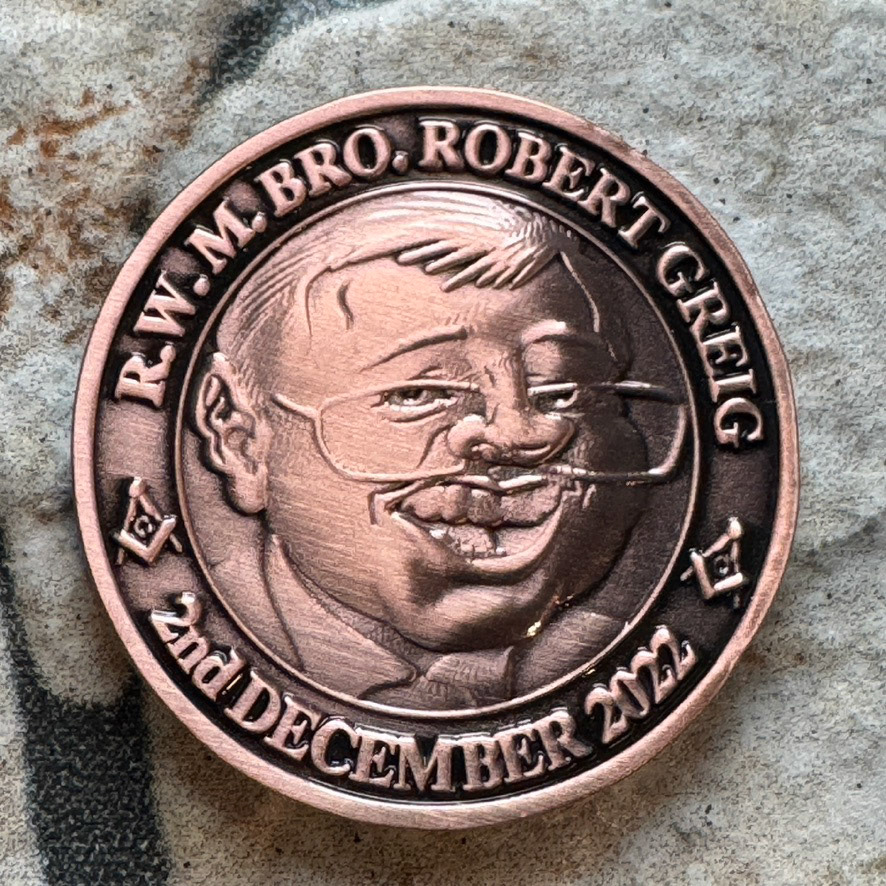 R.W.M. BRO. ROBERT GREIG
2nd DECEMBER 2022